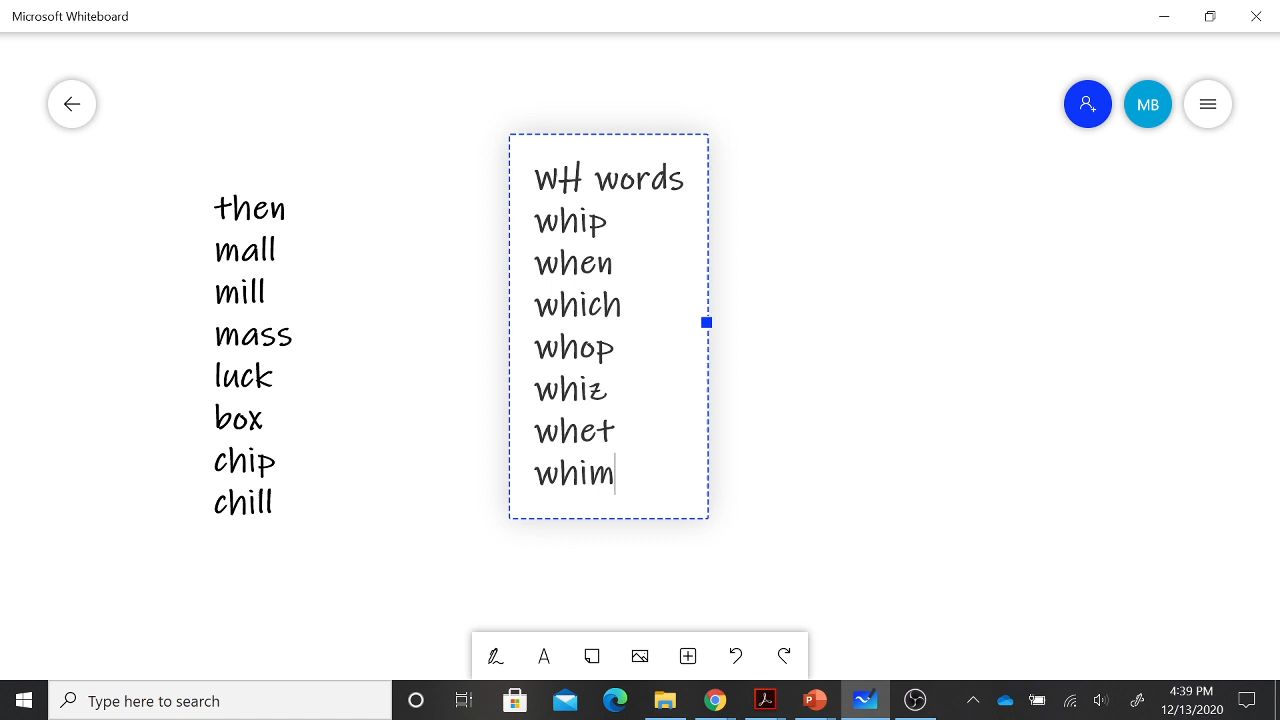 Microsoft Whiteboard
MB
then
mall
mill
mass
luck
box
chip
chill
WH words
whip
when
which
whop
whiz
whet
whim
A
Type here to search
4:39 PM
12/13/2020